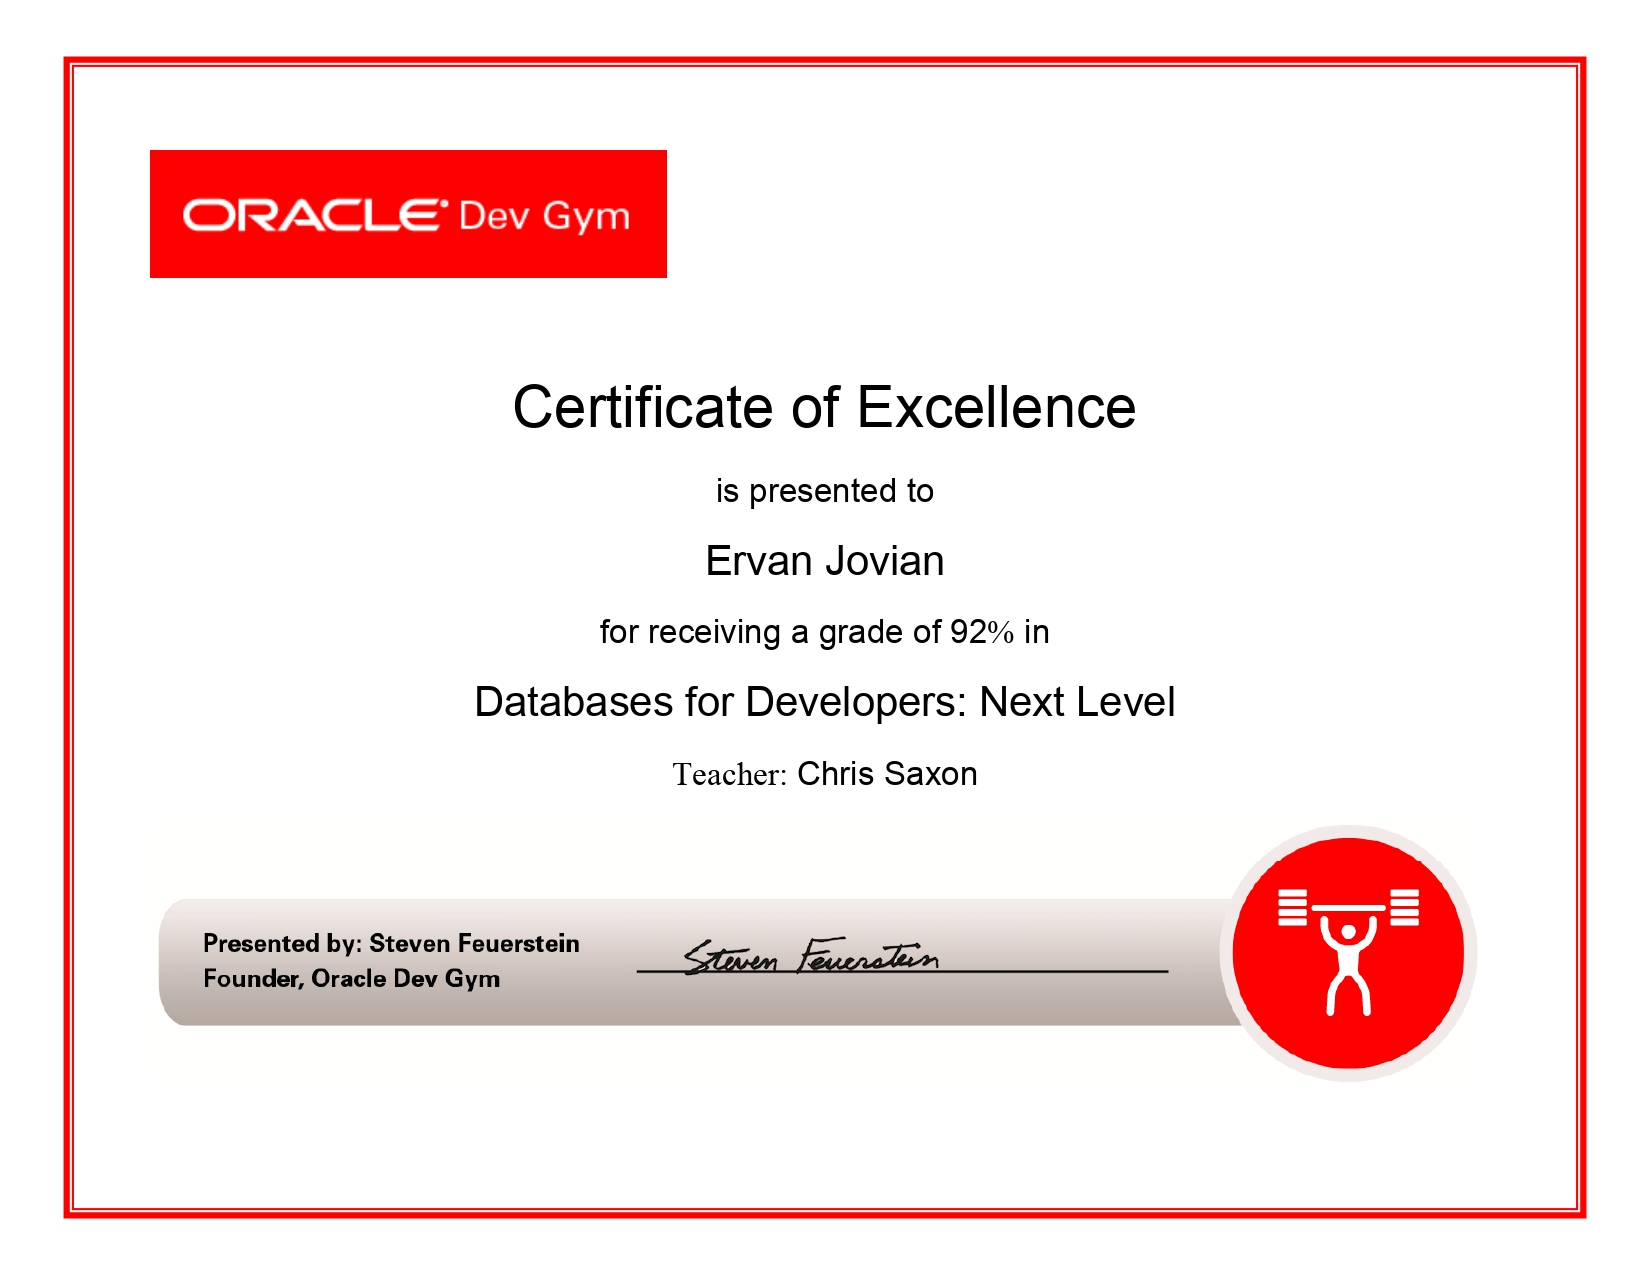 ORACLE® Dev Gym
Certificate of Excellence
is presented to
Ervan Jovian
for receiving a grade of 92% in
Databases for Developers: Next Level
Teacher: Chris Saxon
Presented by: Steven Feuerstein
Founder, Oracle Dev Gym
Steven Feuerstein